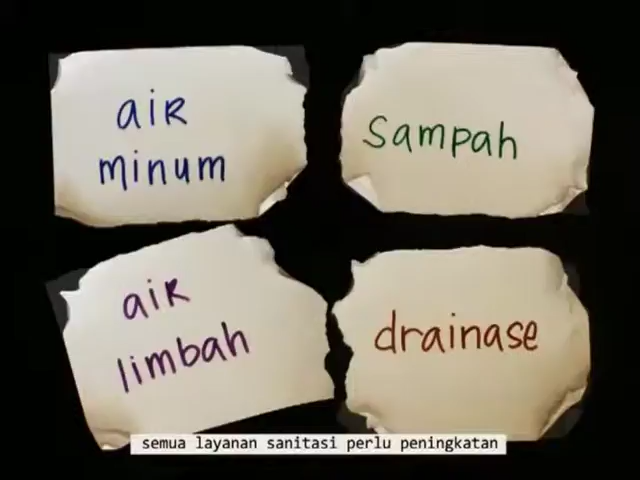 air
minum
sampah
air
limbah
drainase
semua layanan sanitasi perlu peningkatan